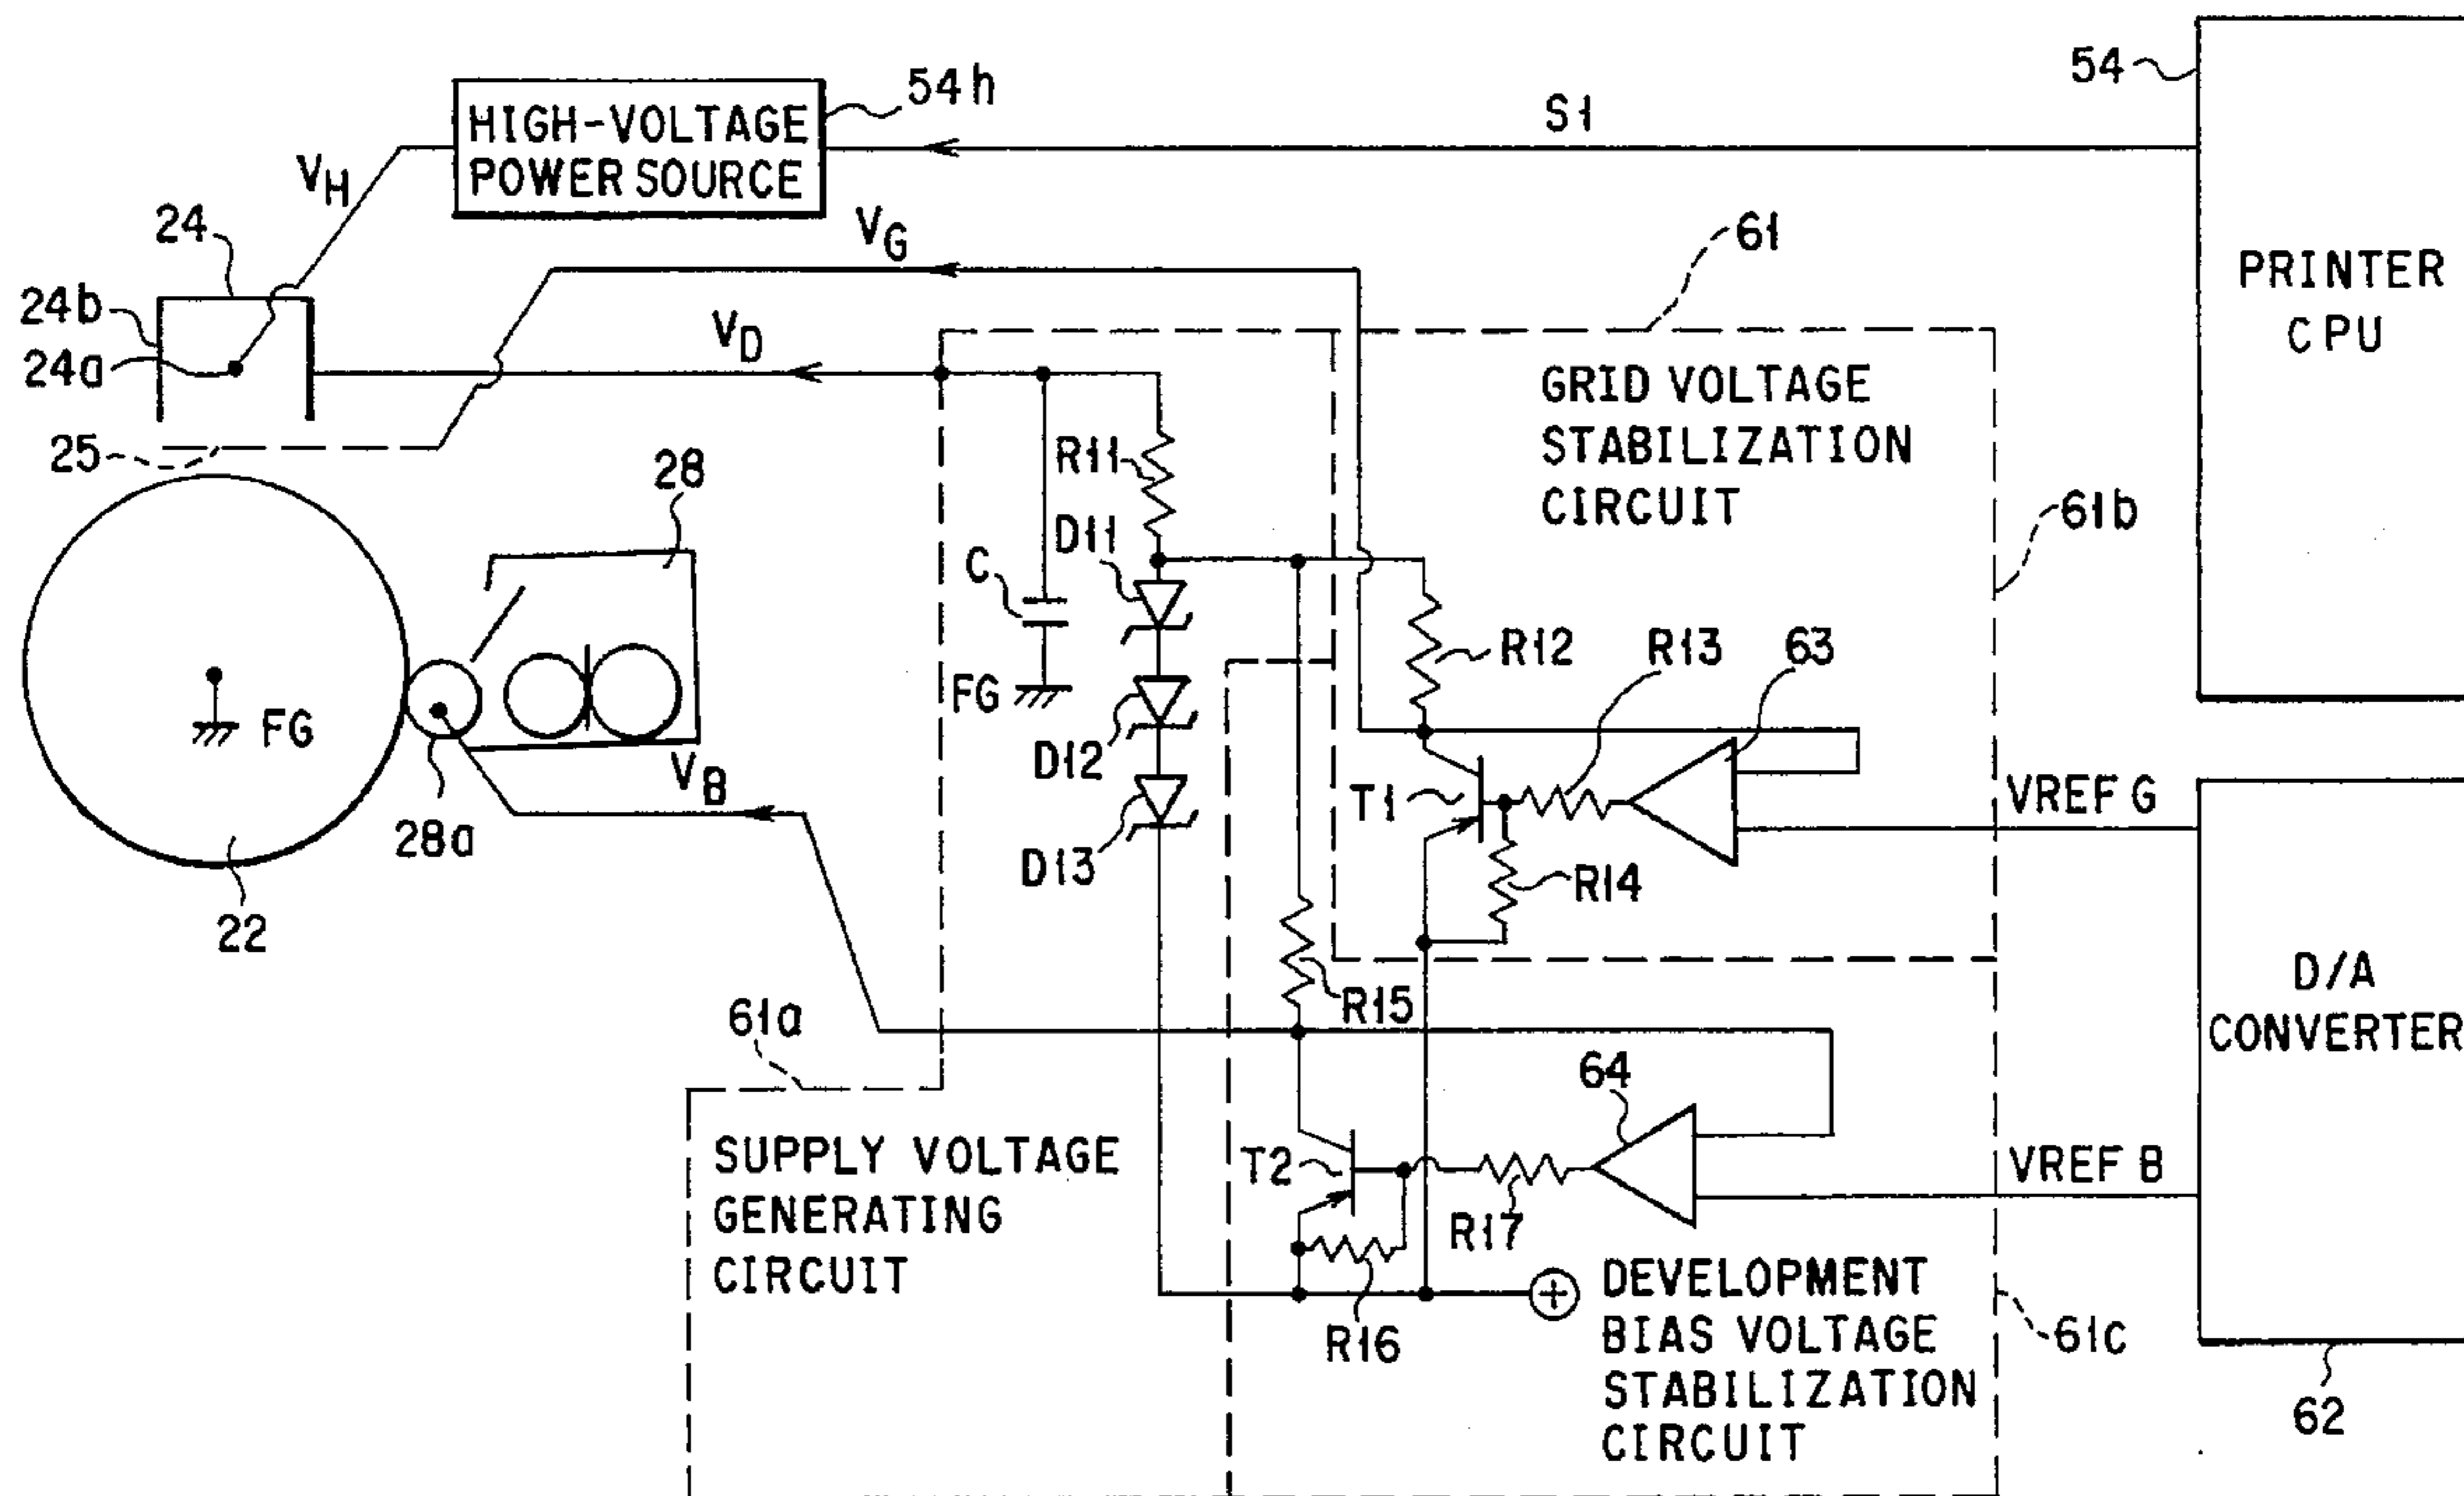 54
54h
S1
HIGH-VOLTAGE
POWER SOURCE
VH
VG
61
24
PRINTER
CPU
24b
VD
24a
GRID VOLTAGE
STABILIZATION
CIRCUIT
25
R11
28
61b
D11
C
R12
R13
63
FG
FG
D12
VB
T1
VREF G
28a
D13
R14
22
D/A
CONVERTER
R15
61a
64
SUPPLY VOLTAGE
GENERATING
CIRCUIT
T2
VREF B
R17
R16
DEVELOPMENT
BIAS VOLTAGE
STABILIZATION
CIRCUIT
61c
62